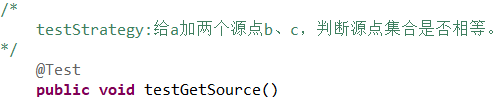 /*
testStrategy:给a加两个源点b、c，判断源点集合是否相等。
*/
@Test
public void testGetSource()